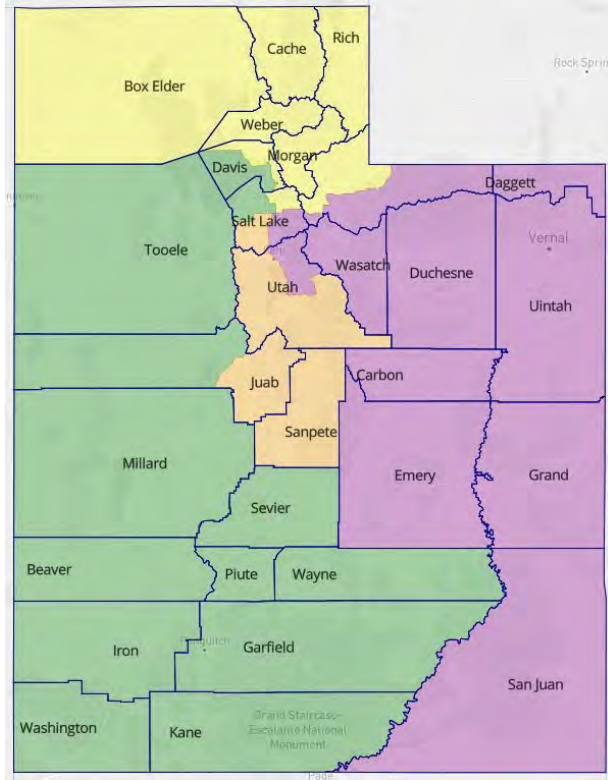 Rich
Cache
Rock Sprin
Box Elder
Weber
Morgan
Davis
Daggett
Salt Lake
Vernal
Tooele
Wasatch
Duchesne
Utah
Uintah
Carbon
Juab
Sanpete
Millard
Emery
Grand
Sevier
Beaver
Piute
Wayne
Iron
Garfield
San Juan
Washington
Kane
Grand Staircase-
Escalante National
Monument
Page